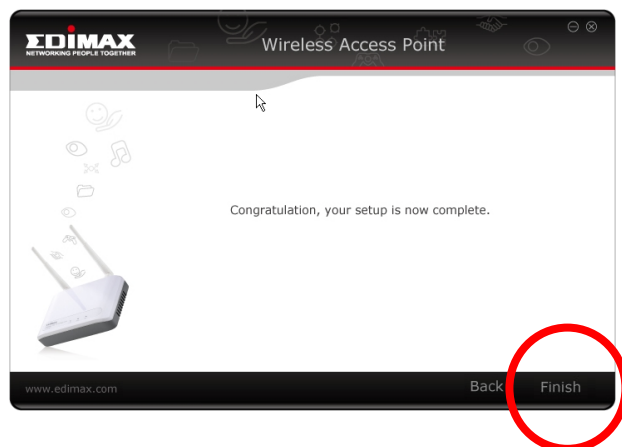 EDIMAX
NETWORKING PEOPLE TOGETHER
Wireless Access Point
Congratulation, your setup is now complete.
www.edimax.com
Back
Finish